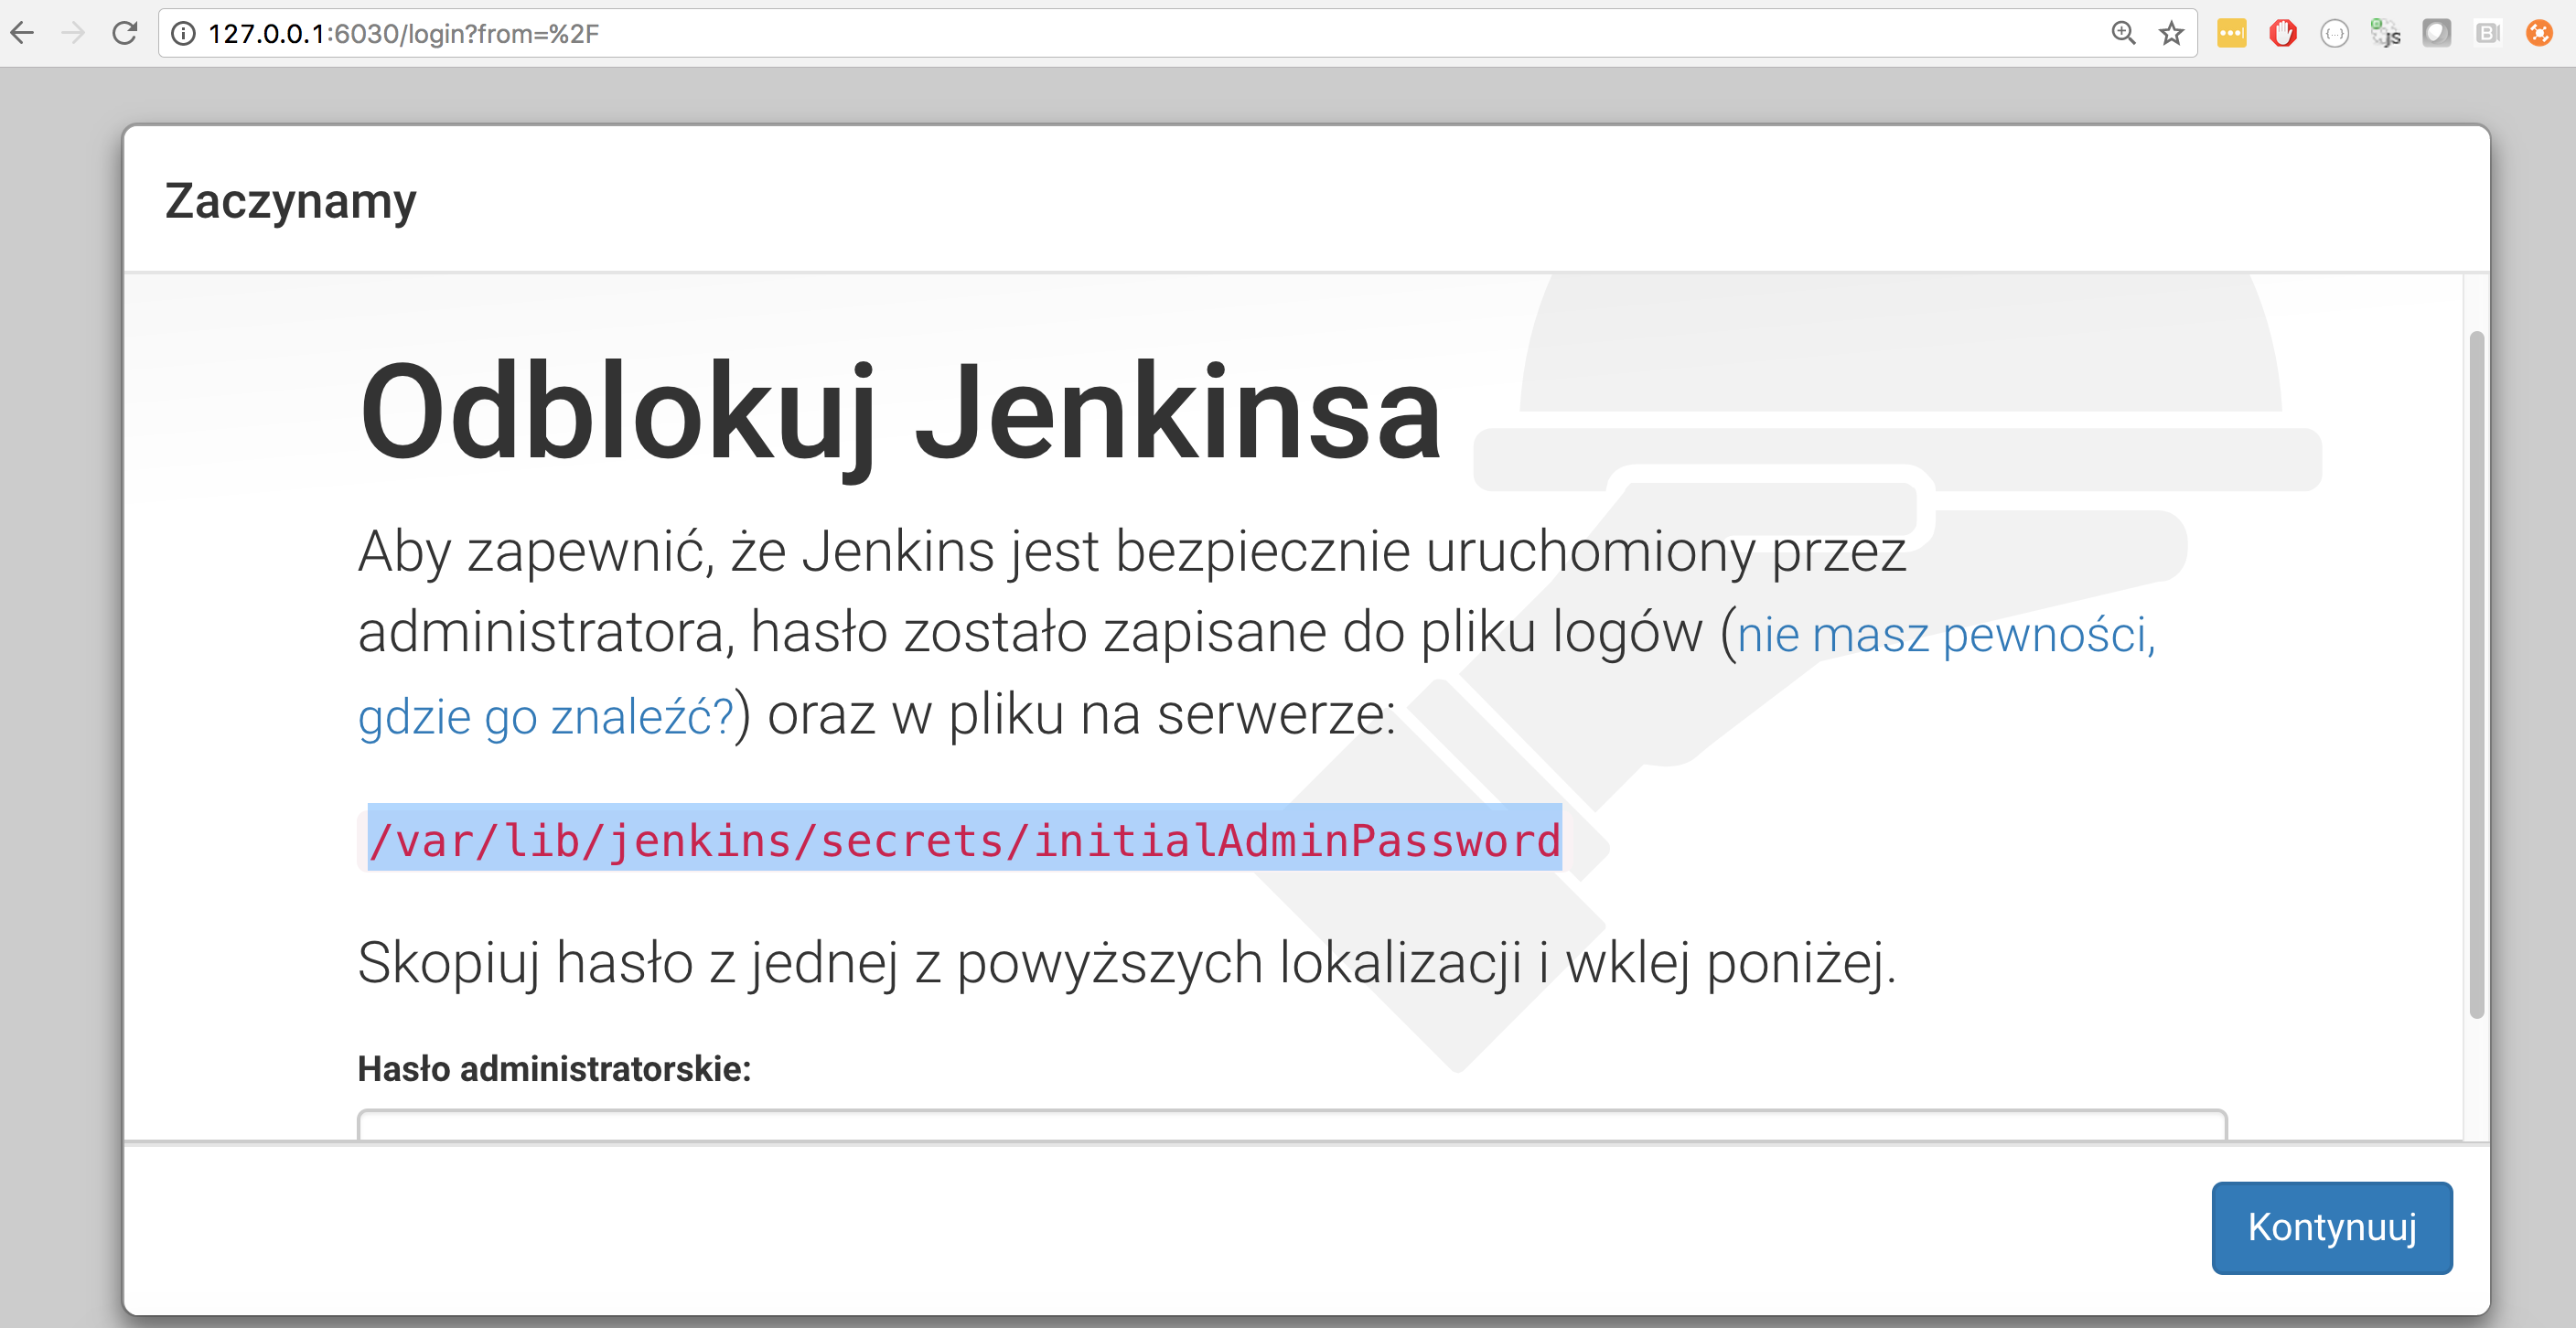 127.0.0.1:6030/login?from=%2F
Zaczynamy
Odblokuj Jenkinsa
Aby zapewnić, że Jenkins jest bezpiecznie uruchomiony przez
administratora, hasło zostało zapisane do pliku logów (nie masz pewności,
gdzie go znaleźć?) oraz w pliku na serwerze:
/var/lib/jenkins/secrets/initialAdminPassword
Skopiuj hasło z jednej z powyższych lokalizacji i wklej poniżej.
Hasło administratorskie:
Kontynuuj